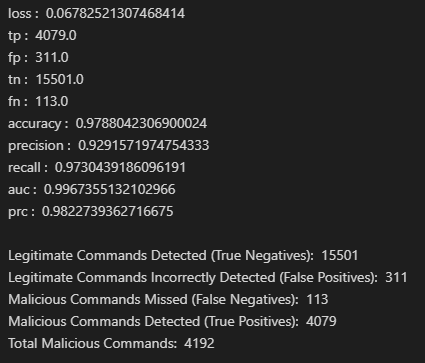 loss :  0.06782521307468414
tp :  4079.0
fp :  311.0
tn :  15501.0
fn :  113.0
accuracy :  0.9788042306900024
precision :  0.9291571974754333
recall :  0.9730439186096191
auc :  0.9967355132102966
prc :  0.9822739362716675

Legitimate Commands Detected (True Negatives):  15501
Legitimate Commands Incorrectly Detected (False Positives):  311
Malicious Commands Missed (False Negatives):  113
Malicious Commands Detected (True Positives):  4079
Total Malicious Commands:  4192